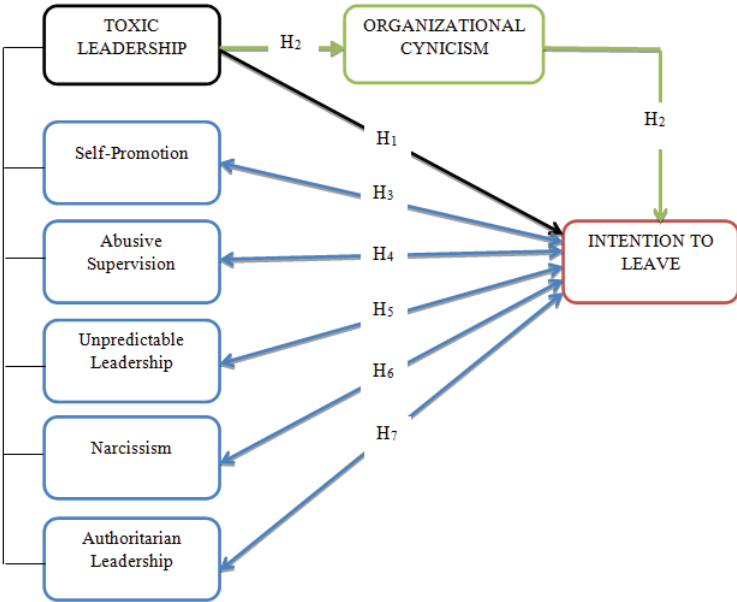 TOXIC
LEADERSHIP
H2
ORGANIZATIONAL
CYNICISM
H2
H1
Self-Promotion
H3
Abusive
Supervision
H4
INTENTION TO
LEAVE
H5
Unpredictable
Leadership
H6
Narcissism
H7
Authoritarian
Leadership